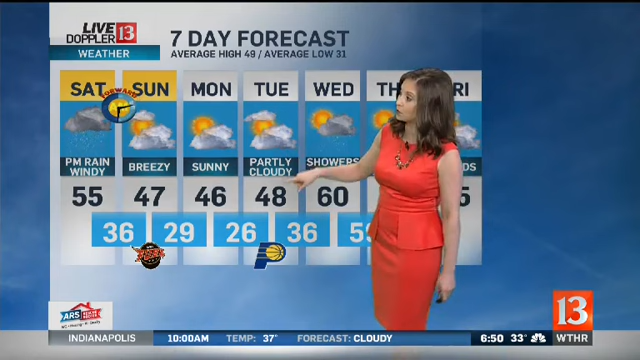 LIVE
DOPPLER 13
WEATHER
7 DAY FORECAST
AVERAGE HIGH 49 / AVERAGE LOW 31
SAT SUN MON TUE WED
FORWARD
PM RAIN WINDY BREEZY SUNNY PARTLY CLOUDY SHOWERS
55 47 46 48 60
36 29 26 36
ARS
13
INDIANAPOLIS 10:00AM TEMP: 37° FORECAST: CLOUDY 6:50 33° WTHR